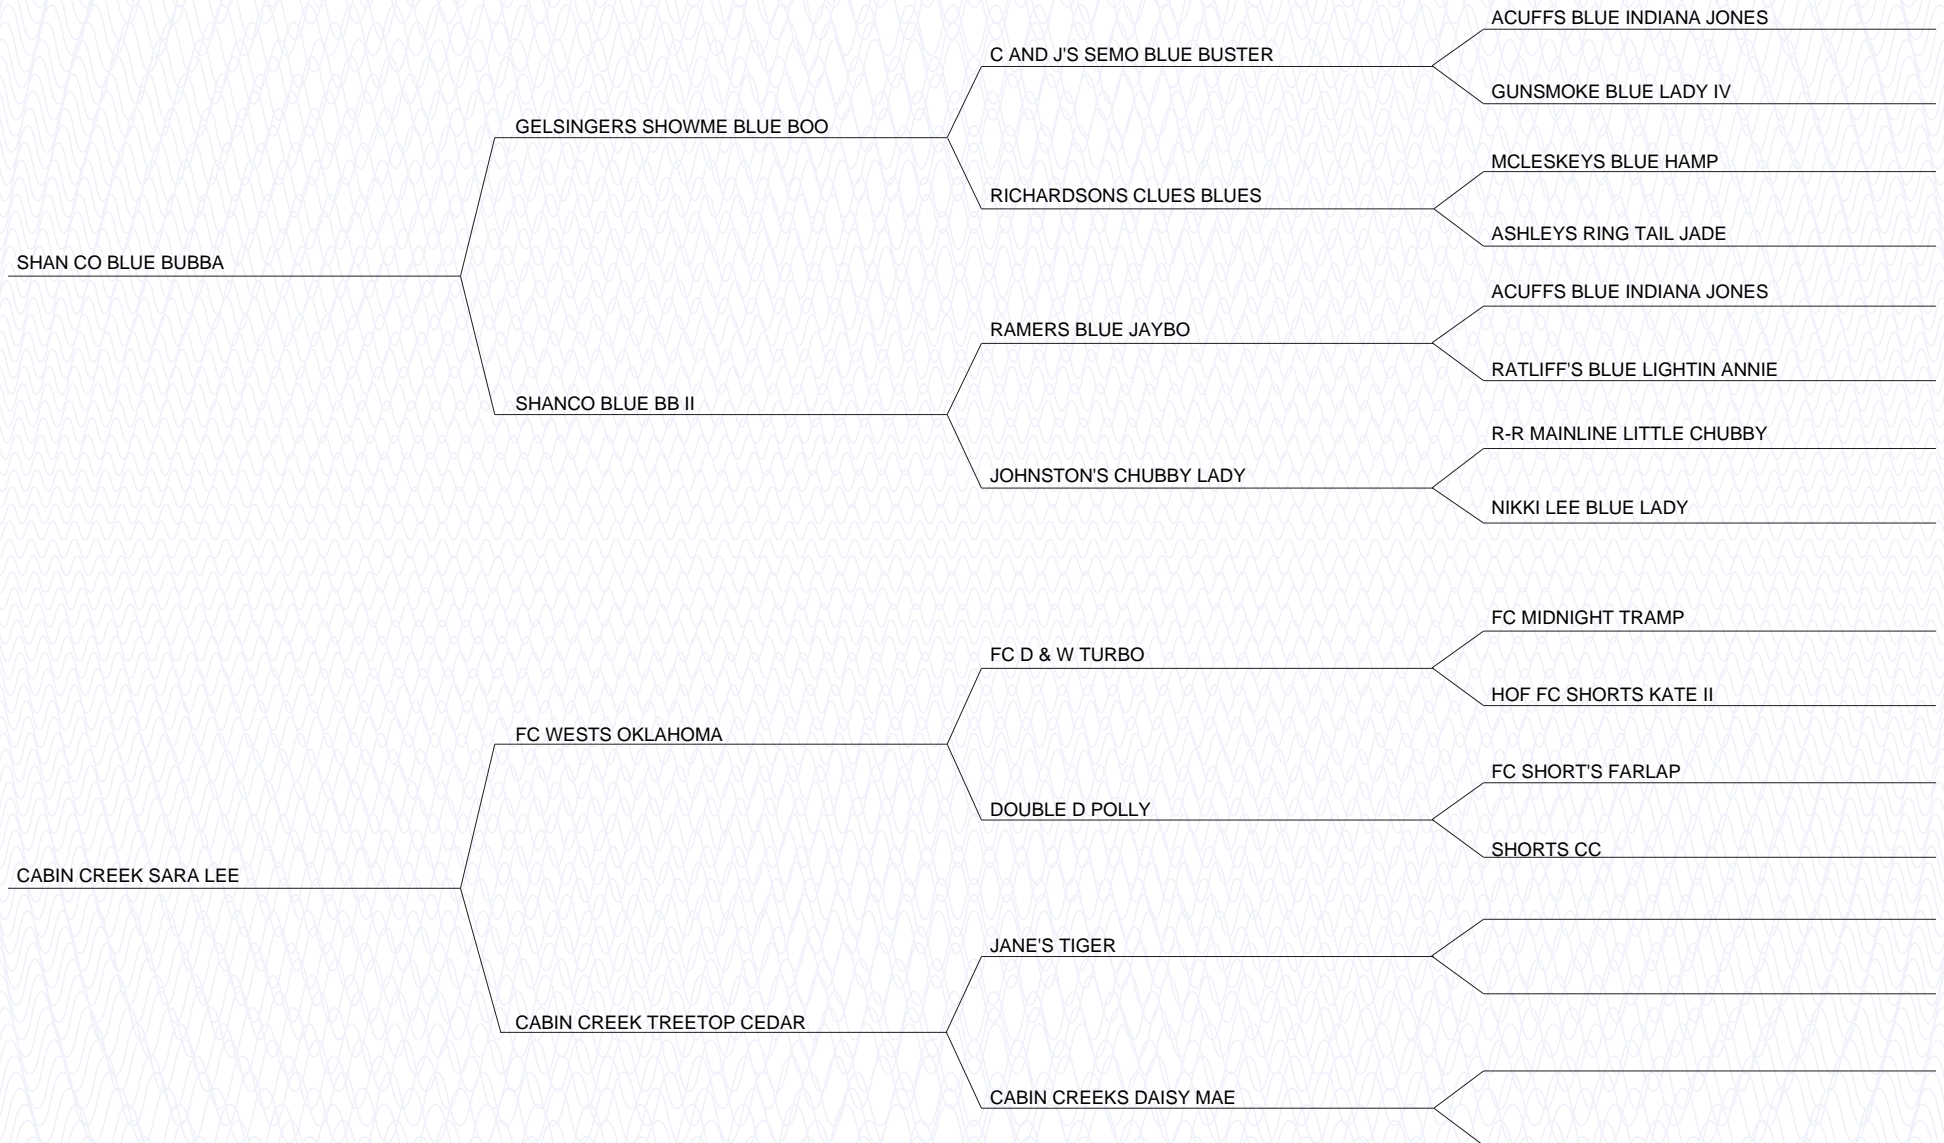 ACUFFS BLUE INDIANA JONES
C AND J'S SEMO BLUE BUSTER
GUNSMOKE BLUE LADY IV
GELSINGERS SHOWME BLUE BOO
MCLESKEYS BLUE HAMP
RICHARDSONS CLUES BLUES
ASHLEYS RING TAIL JADE
SHAN CO BLUE BUBBA
ACUFFS BLUE INDIANA JONES
RAMERS BLUE JAYBO
RATLIFF'S BLUE LIGHTIN ANNIE
SHANCO BLUE BB II
R-R MAINLINE LITTLE CHUBBY
JOHNSTON'S CHUBBY LADY
NIKKI LEE BLUE LADY
FC MIDNIGHT TRAMP
FC D & W TURBO
HOF FC SHORTS KATE II
FC WESTS OKLAHOMA
FC SHORT'S FARLAP
DOUBLE D POLLY
SHORTS CC
CABIN CREEK SARA LEE
JANE'S TIGER
CABIN CREEK TREETOP CEDAR
CABIN CREEKS DAISY MAE